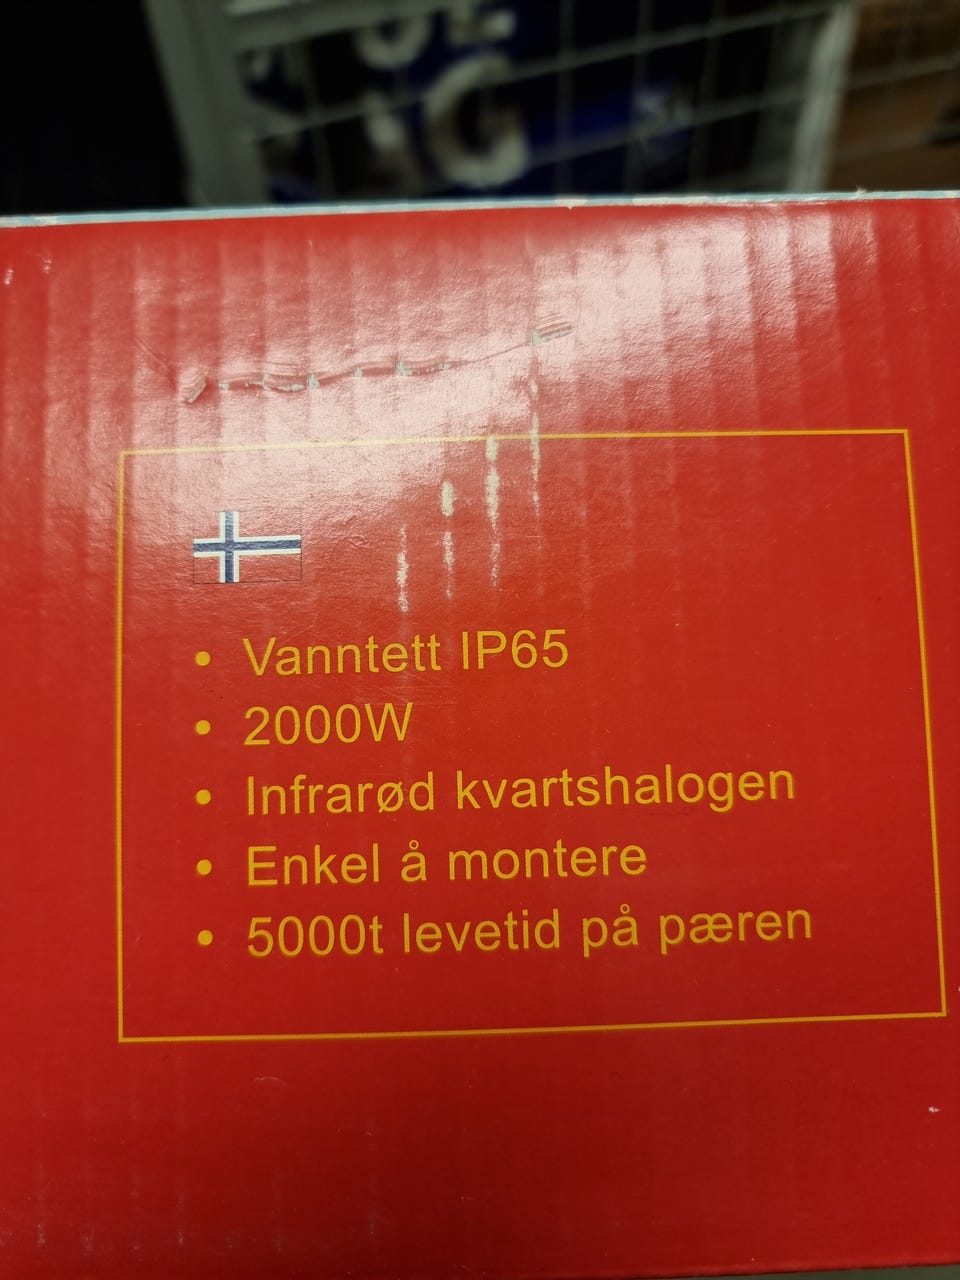 • Vanntett IP65
• 2000W
• Infrarød kvartshalogen
• Enkel å montere
• 5000t levetid på pæren